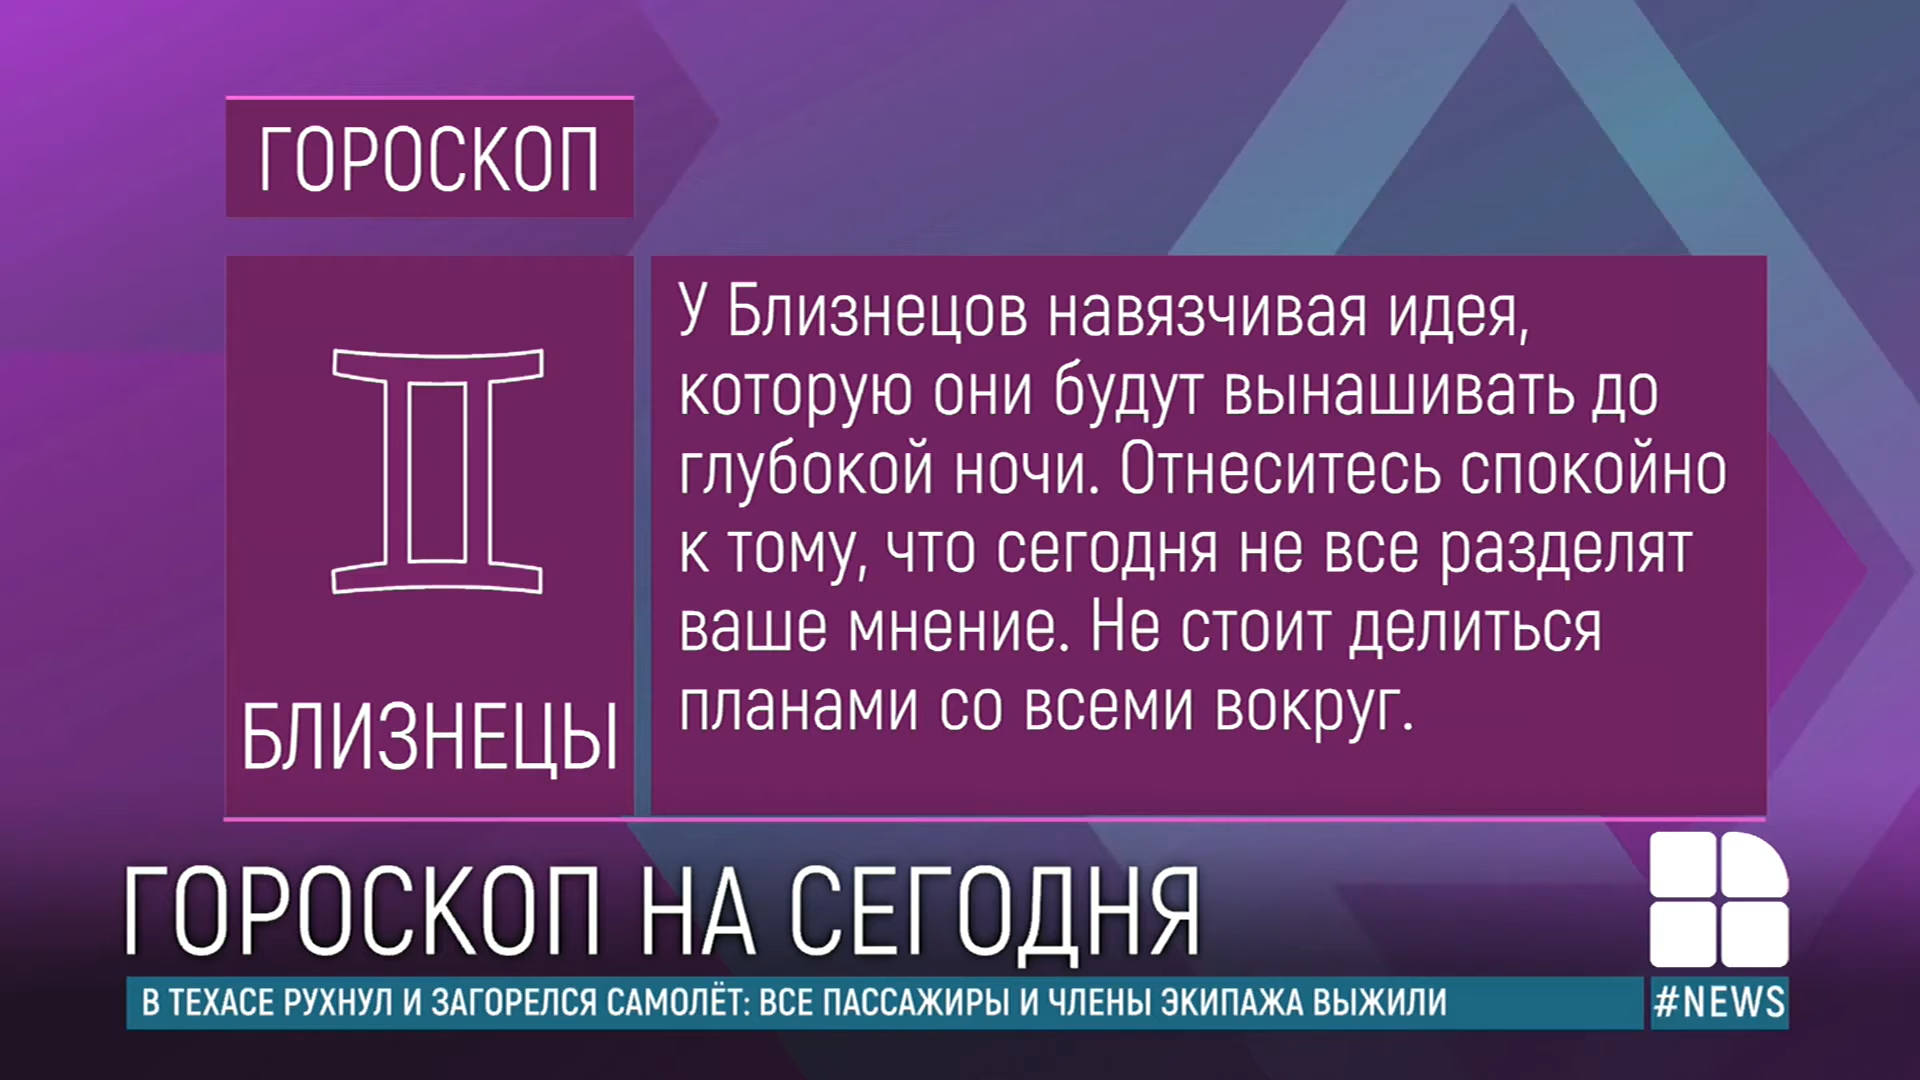 ГОРОСКОП
БЛИЗНЕЦЫ
У Близнецов навязчивая идея,
которую они будут вынашивать до
глубокой ночи. Отнеситесь спокойно
к тому, что сегодня не все разделят
ваше мнение. Не стоит делиться
планами со всеми вокруг.
ГОРОСКОП НА СЕГОДНЯ
В ТЕХАСЕ РУХНУЛ И ЗАГОРЕЛСЯ САМОЛЁТ: ВСЕ ПАССАЖИРЫ И ЧЛЕНЫ ЭКИПАЖА ВЫЖИЛИ
#NEWS